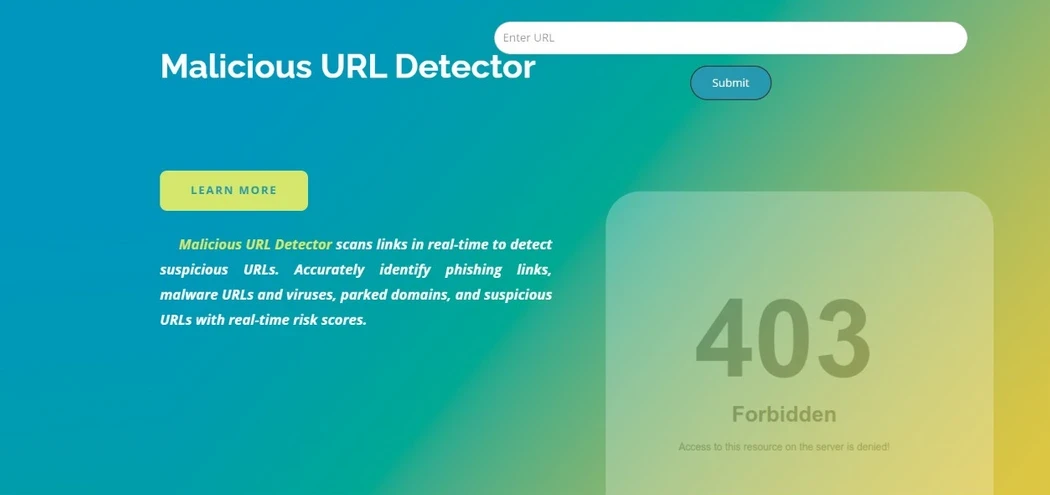 Enter URL
Malicious URL Detector
Submit
LEARN MORE
Malicious URL Detector scans links in real-time to detect
suspicious URLs. Accurately identify phishing links,
malware URLs and viruses, parked domains, and suspicious
URLs with real-time risk scores.
403
Forbidden
Access to this resource on the server is denied!